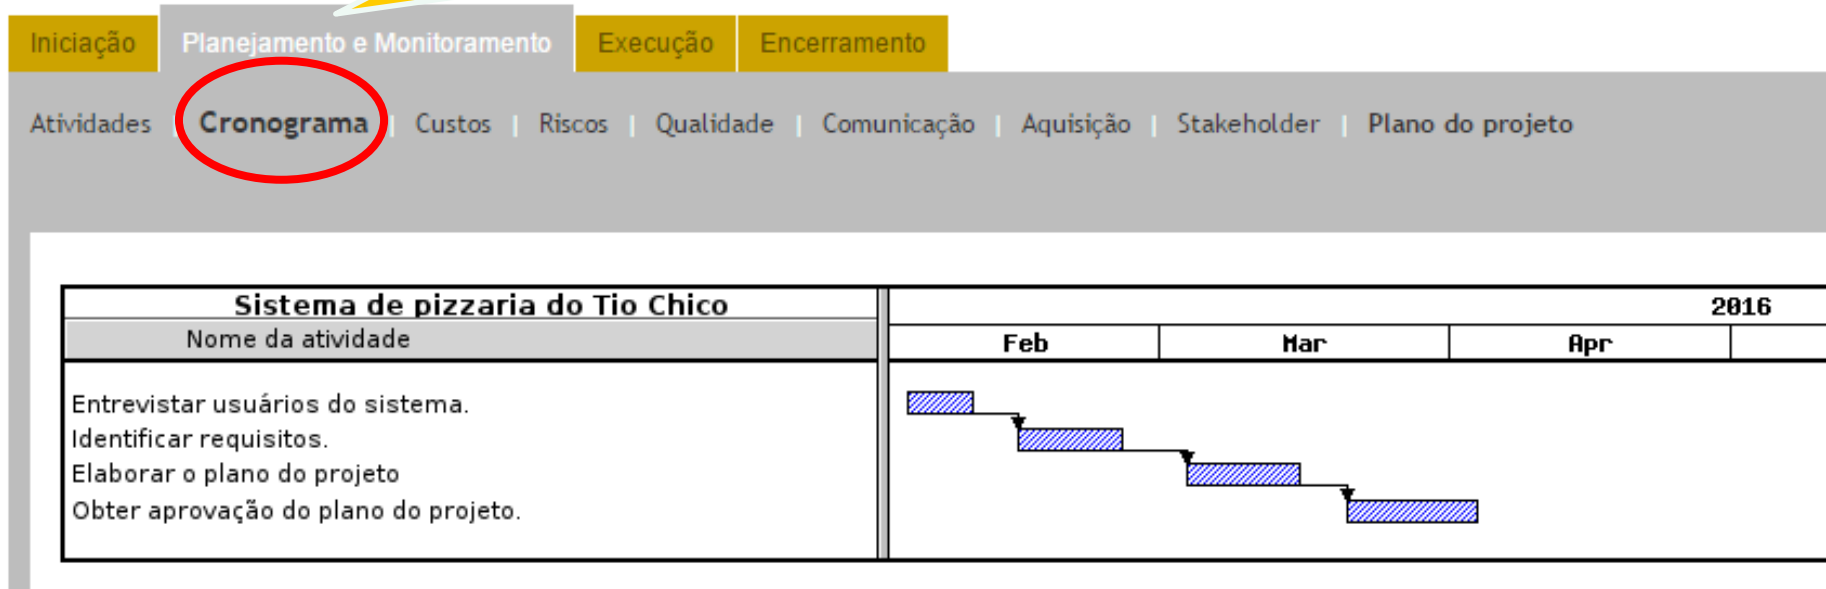 Iniciação Planejamento e Monitoramento Execução Encerramento
Atividades | Cronograma | Custos | Riscos | Qualidade | Comunicação | Aquisição | Stakeholder | Plano do projeto
Sistema de pizzaria do Tio Chico 2016
Nome da atividade Feb Mar Apr
Entrevistar usuários do sistema.
Identificar requisitos.
Elaborar o plano do projeto
Obter aprovação do plano do projeto.